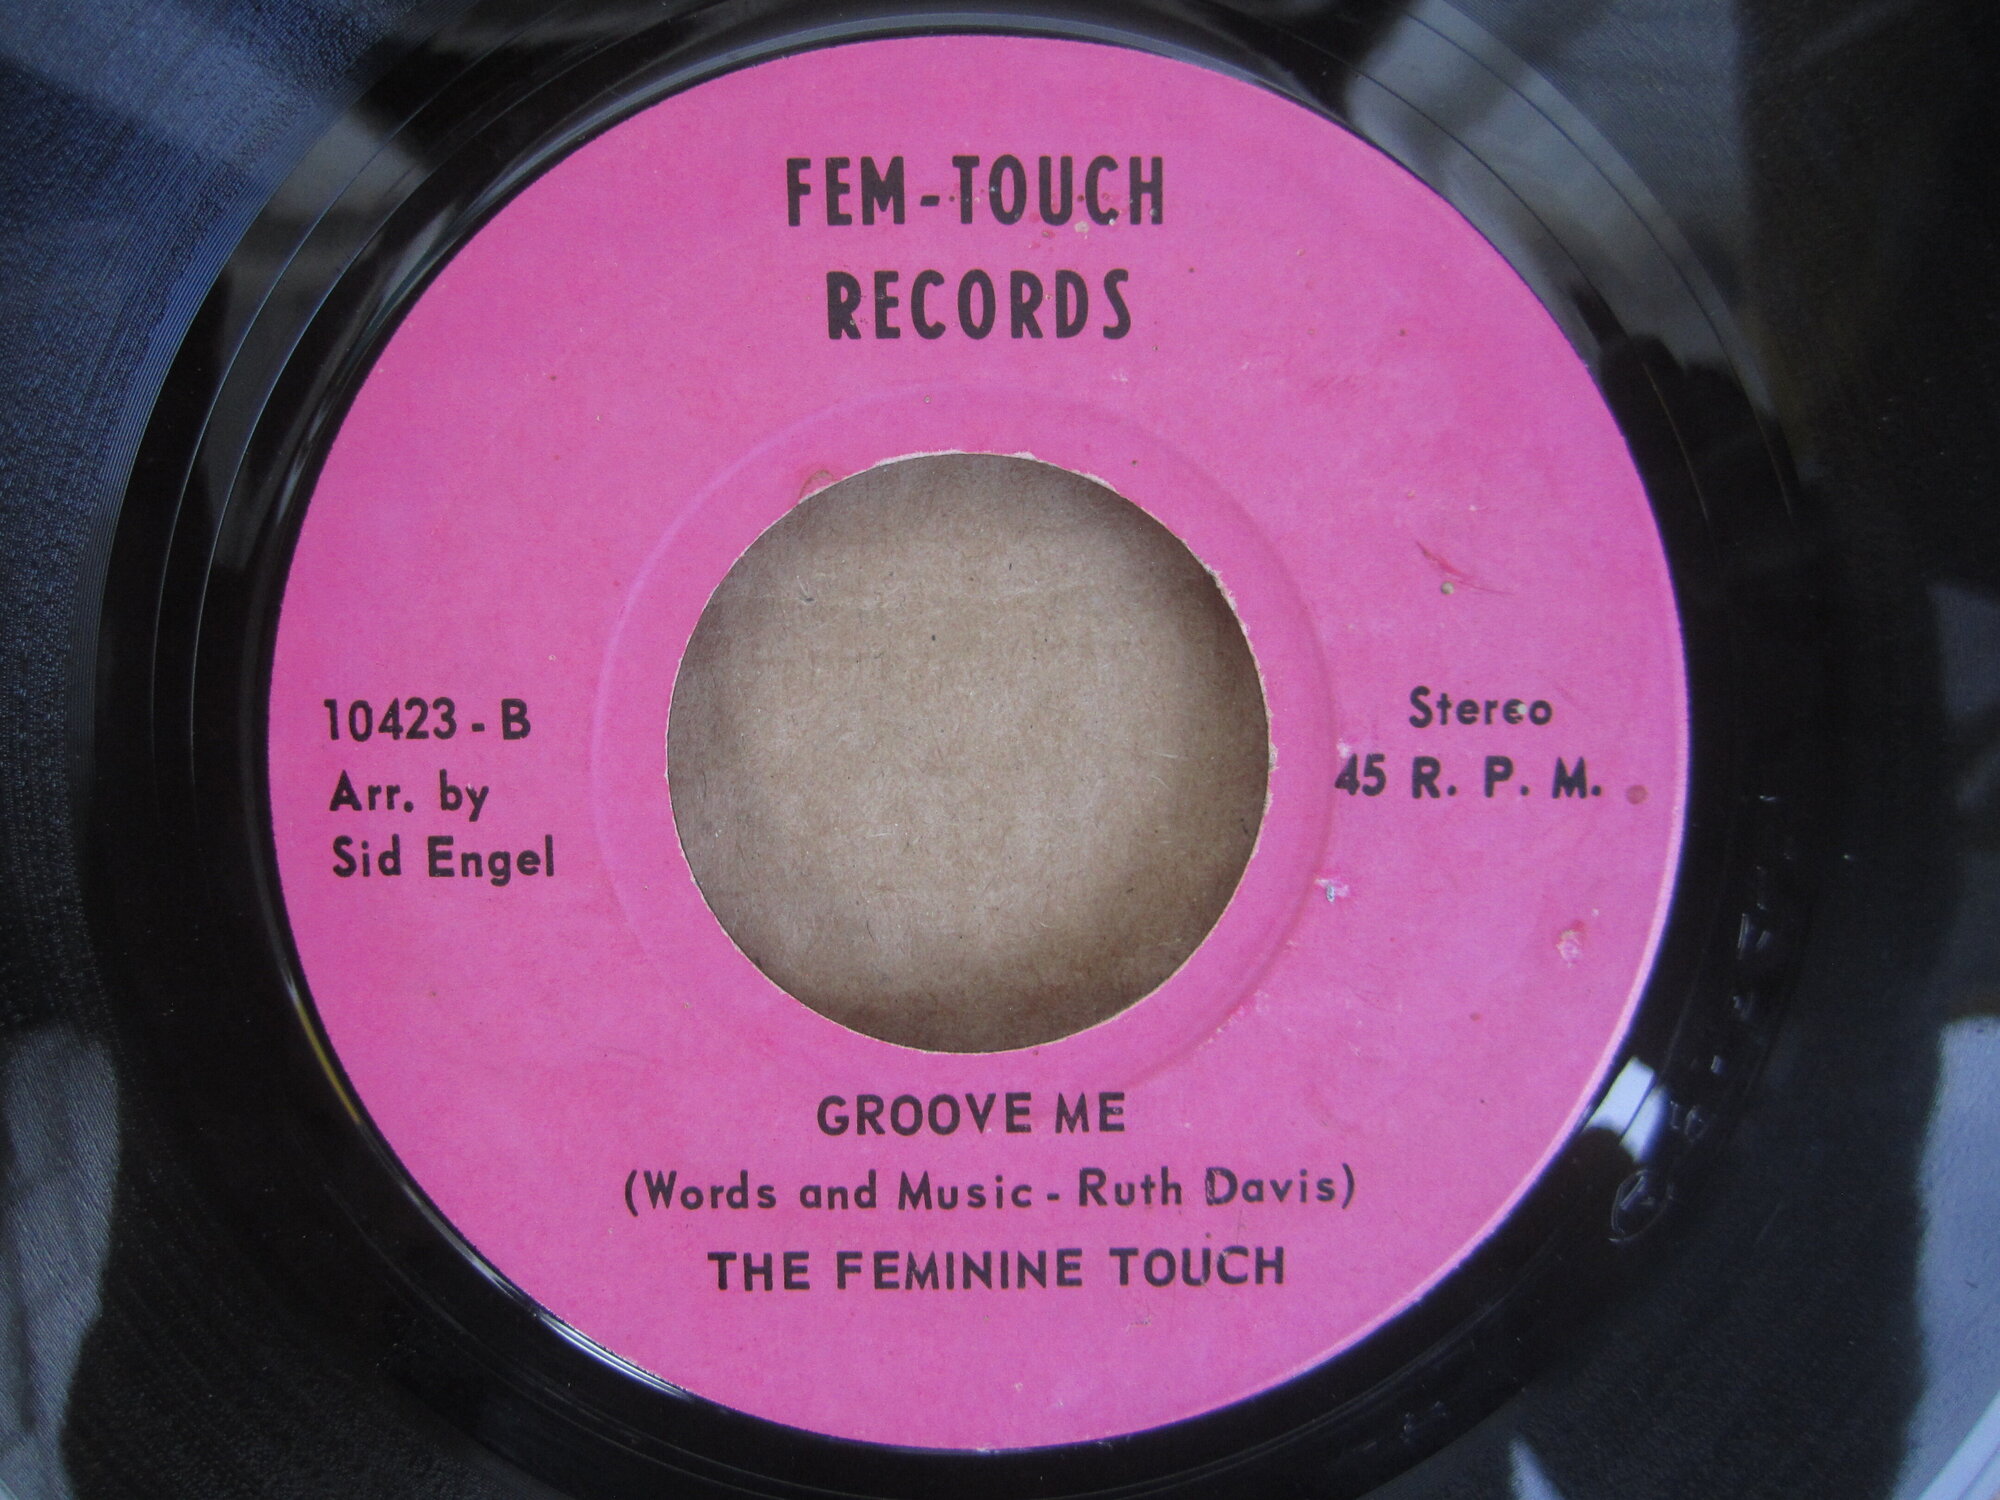 FEM-TOUCH
RECORDS
10423-B
Arr. by
Sid Engel
Stereo
45 R. P. M.
GROOVE ME
(Words and Music - Ruth Davis)
THE FEMININE TOUCH